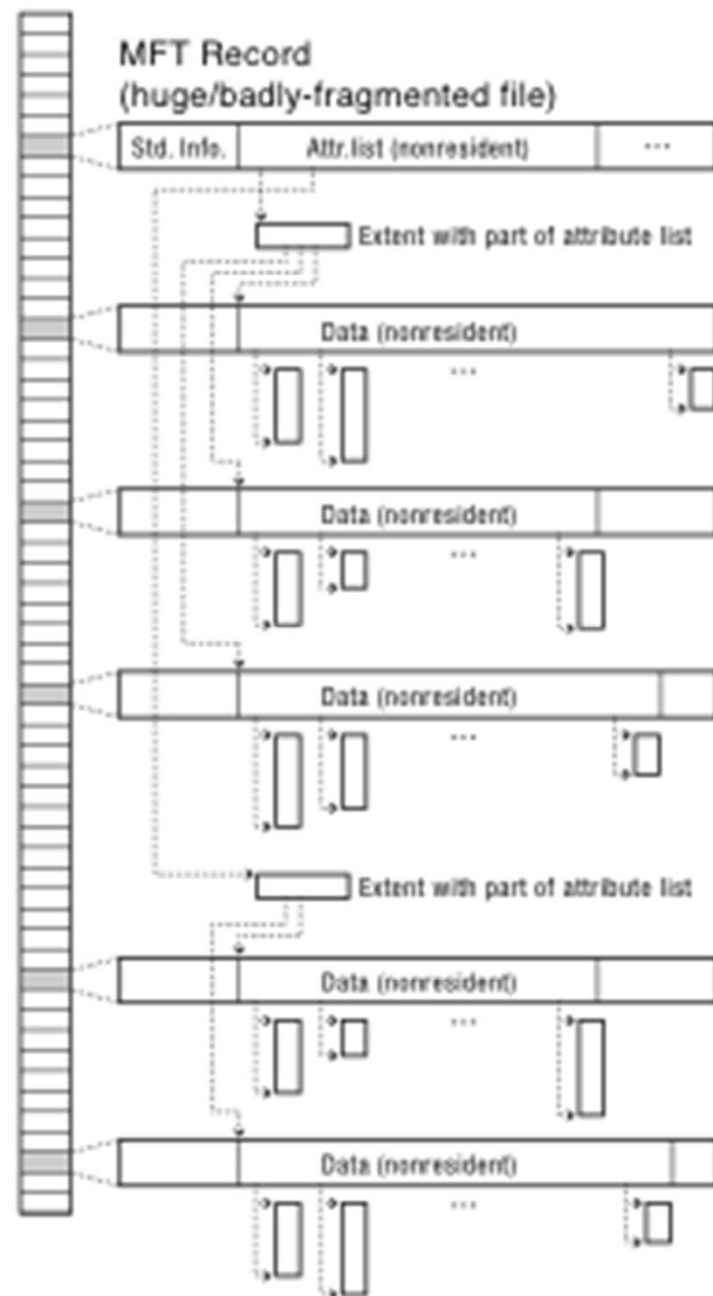 MFT Record
(huge/badly-fragmented file)
Std. Info. Attr.list (nonresident) ...
Extent with part of attribute list
Data (nonresident)
...
Data (nonresident)
...
Data (nonresident)
...
Extent with part of attribute list
Data (nonresident)
...
Data (nonresident)
...